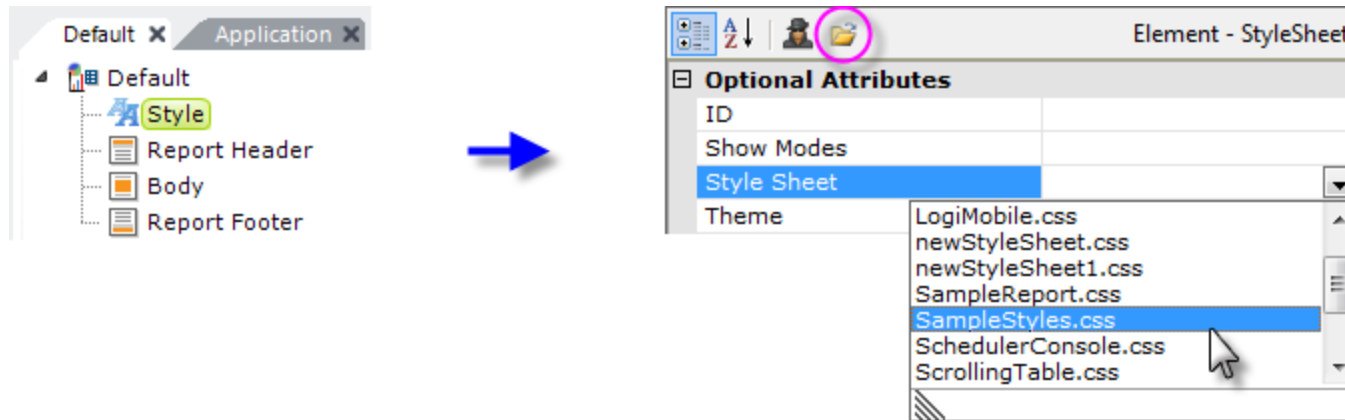 Default Application
Default
Style
Report Header
Body
Report Footer
A
Z
Element - StyleSheet
Optional Attributes
ID
Show Modes
Style Sheet
Theme
LogiMobile.css
newStyleSheet.css
newStyleSheet1.css
SampleReport.css
SampleStyles.css
SchedulerConsole.css
ScrollingTable.css